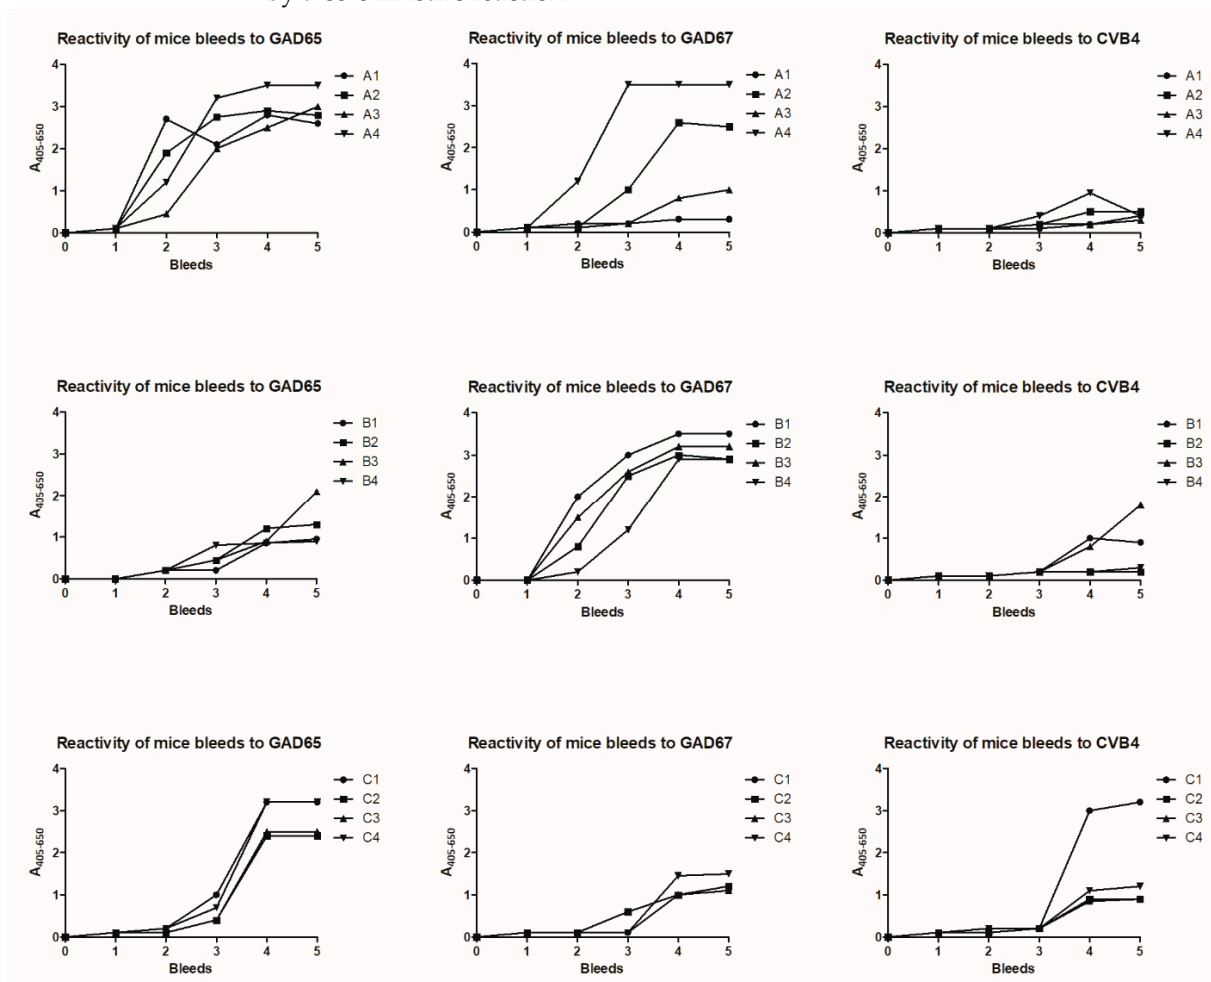 Reactivity of mice bleeds to GAD65
4
3
2
1
0
A405-650
0 1 2 3 4 5
Bleeds
A1
A2
A3
A4
Reactivity of mice bleeds to GAD67
4
3
2
1
0
A405-650
0 1 2 3 4 5
Bleeds
A1
A2
A3
A4
Reactivity of mice bleeds to CVB4
4
3
2
1
0
A405-650
0 1 2 3 4 5
Bleeds
A1
A2
A3
A4
Reactivity of mice bleeds to GAD65
4
3
2
1
0
A405-650
0 1 2 3 4 5
Bleeds
B1
B2
B3
B4
Reactivity of mice bleeds to GAD67
4
3
2
1
0
A405-650
0 1 2 3 4 5
Bleeds
B1
B2
B3
B4
Reactivity of mice bleeds to CVB4
4
3
2
1
0
A405-650
0 1 2 3 4 5
Bleeds
B1
B2
B3
B4
Reactivity of mice bleeds to GAD65
4
3
2
1
0
A405-650
0 1 2 3 4 5
Bleeds
C1
C2
C3
C4
Reactivity of mice bleeds to GAD67
4
3
2
1
0
A405-650
0 1 2 3 4 5
Bleeds
C1
C2
C3
C4
Reactivity of mice bleeds to CVB4
4
3
2
1
0
A405-650
0 1 2 3 4 5
Bleeds
C1
C2
C3
C4